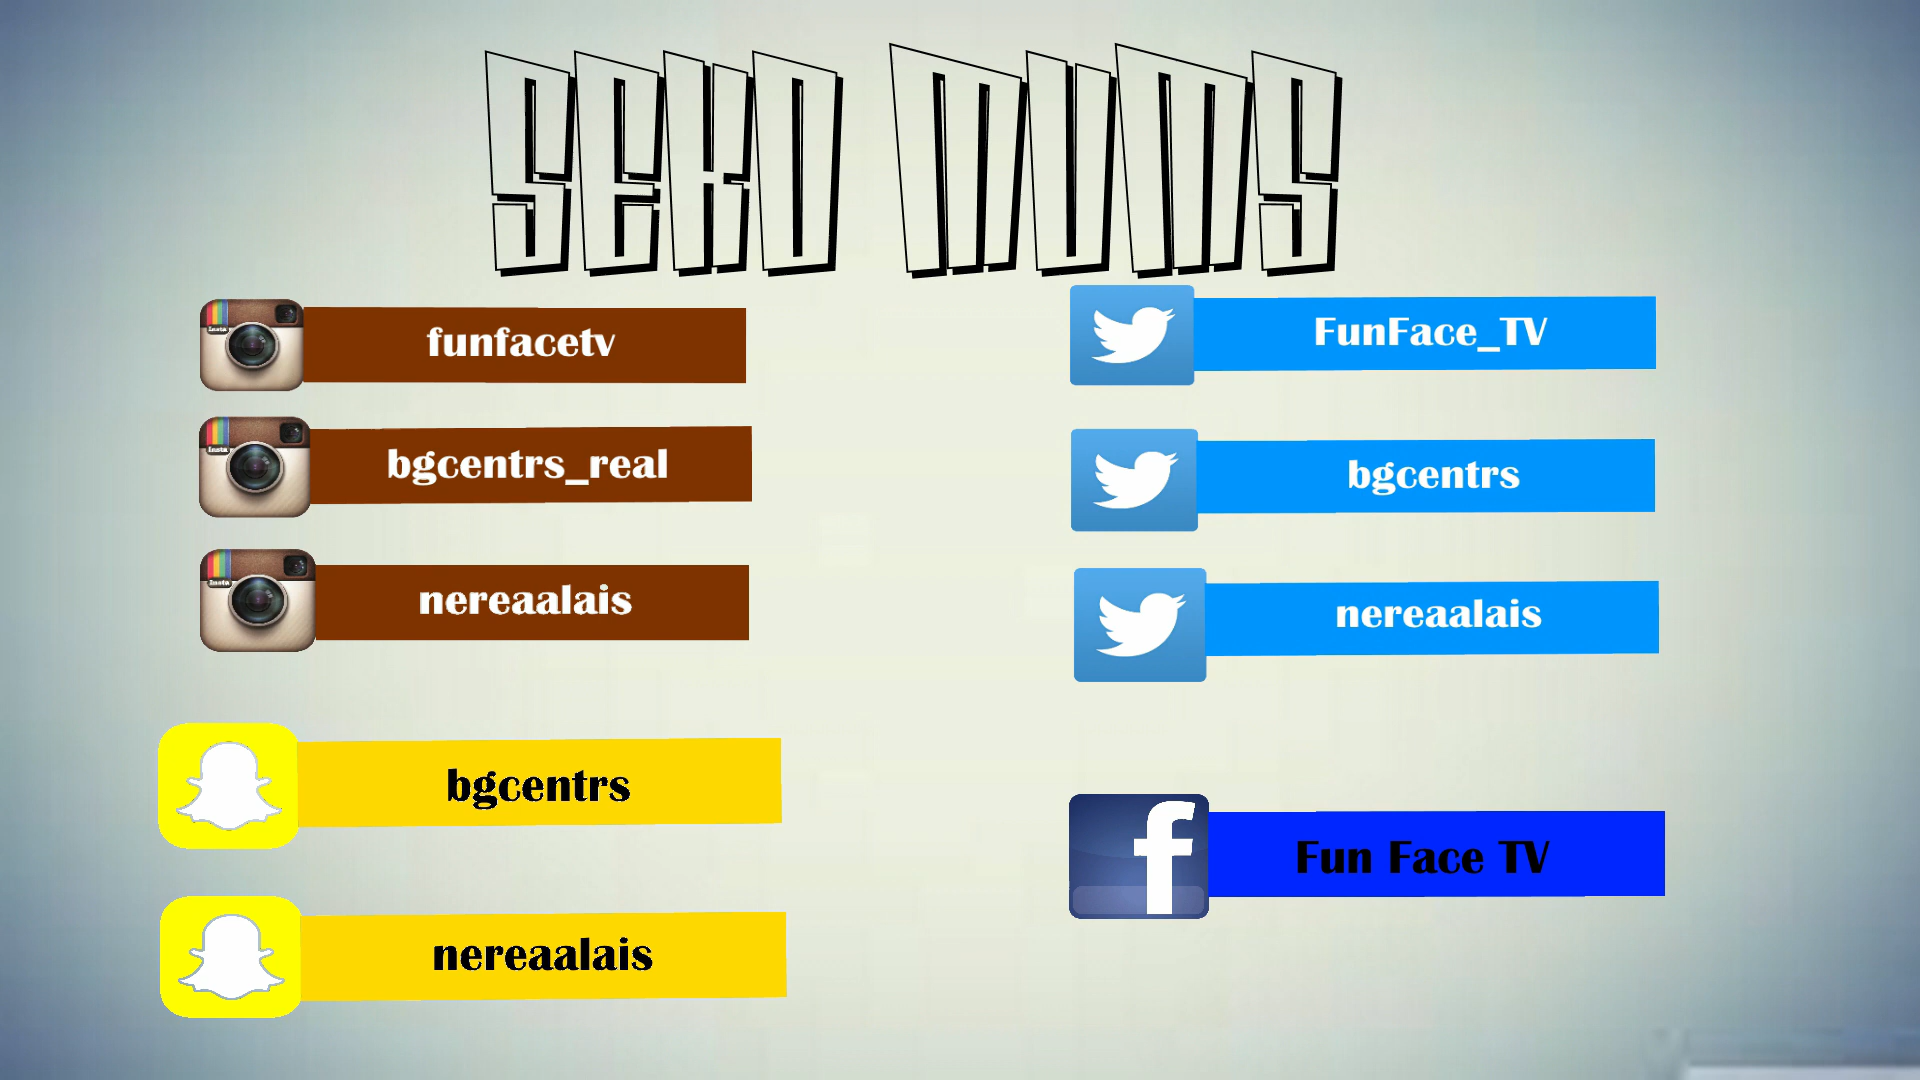 SEKO MUMS
funfacetv
bgcentrs_real
nereaalais
bgcentrs
nereaalais
FunFace_TV
bgcentrs
nereaalais
Fun Face TV
Insta
Insta
Insta